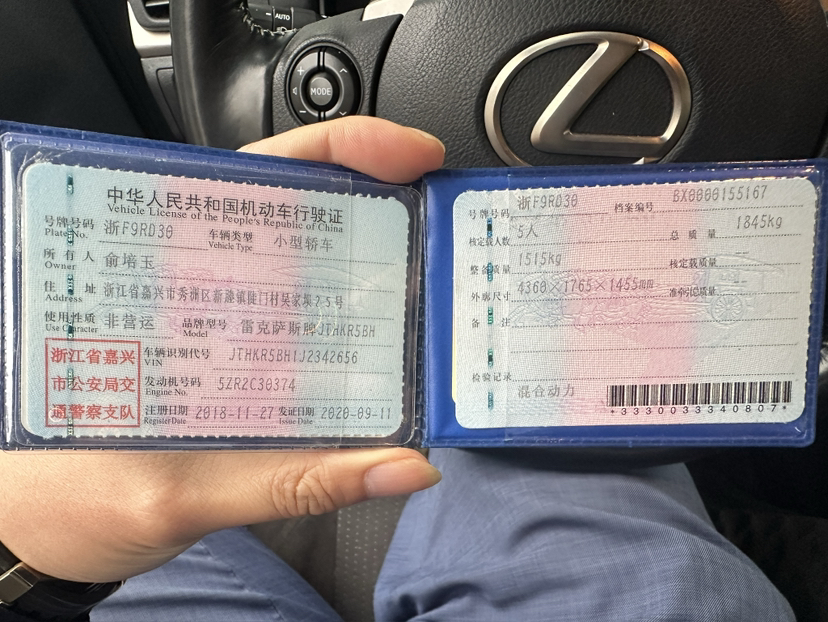 AUTO
MODE
中华人民共和国机动车行驶证
Vehicle License of the People's Republic of China
号牌号码 浙F9RD30 车辆类型 小型轿车
Plate No. Vehicle Type
所有人 俞培玉
Owner
住址 浙江省嘉兴市秀洲区新塍镇陡门村吴家埧25号
Address
使用性质 非营运 品牌型号 雷克萨斯牌JTHKR5BH
Use Character Model
浙江省嘉兴
市公安局交
通警察支队
车辆识别代号 JTHKR5BH1J2342656
VIN
发动机号码 5ZR2C30374
Engine No.
注册日期 2018-11-27 发证日期 2020-09-11
Register Date Issue Date
号牌号码 浙F9RD30 档案编号 BX0000155167
核定载人数 5人 总质量 1845kg
整备质量 1515kg 核定载质量 --
外廓尺寸 4360×1765×1455mm 准牵引总质量 --
备注
检验记录
混合动力
*3330033340807*